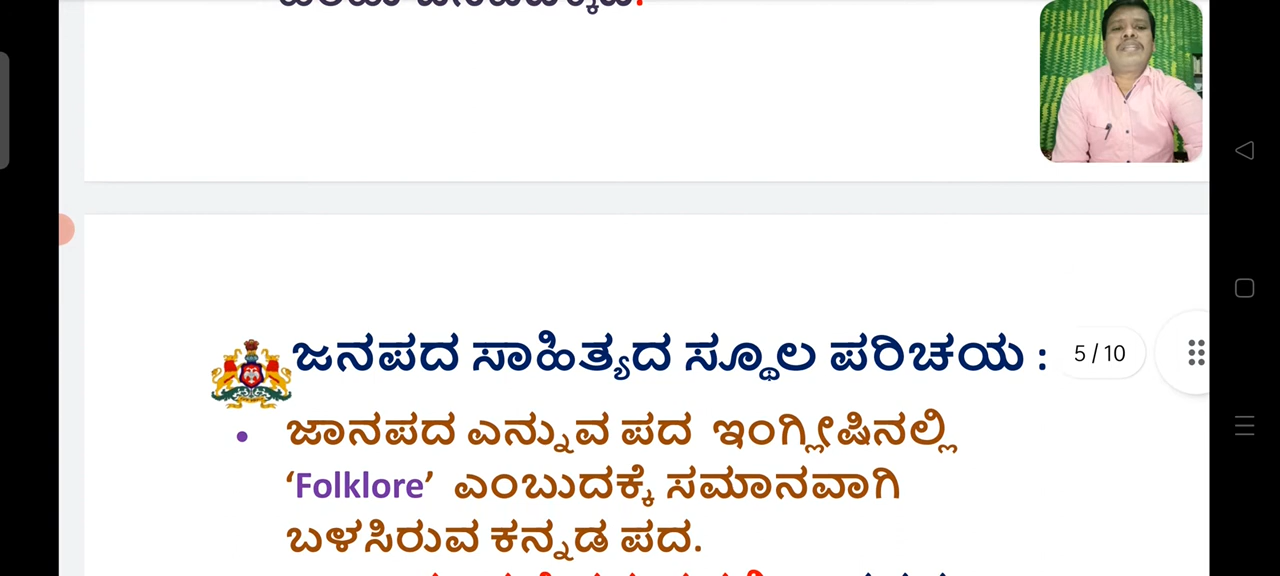 ಜನಪದ ಸಾಹಿತ್ಯದ ಸ್ಥೂಲ ಪರಿಚಯ :
5 / 10
ಜಾನಪದ ಎನ್ನುವ ಪದ ಇಂಗ್ಲೀಷಿನಲ್ಲಿ
‘Folklore’ ಎಂಬುದಕ್ಕೆ ಸಮಾನವಾಗಿ
ಬಳಸಿರುವ ಕನ್ನಡ ಪದ.